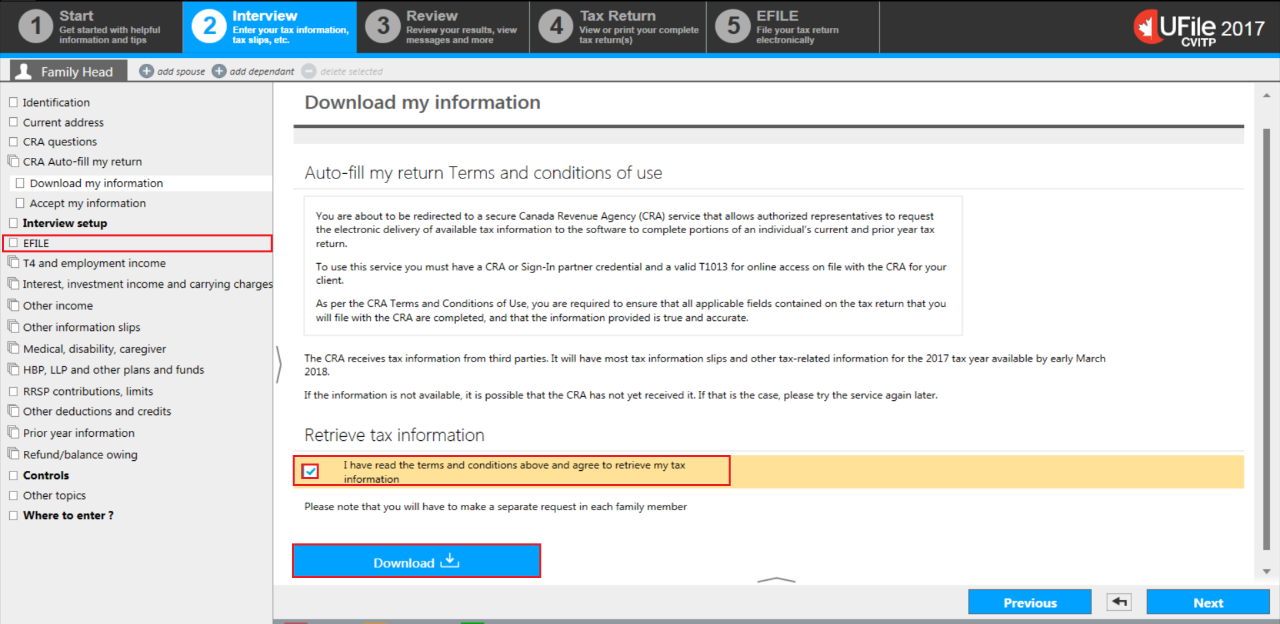 1
Start
Get started with helpful
information and tips
2
Interview
Enter your tax information,
tax slips, etc.
3
Review
Review your results, view
messages and more
4
Tax Return
View or print your complete
tax return(s)
5
EFILE
File your tax return
electronically
UFile 2017
CVITP
Family Head
add spouse
add dependant
delete selected
Identification
Current address
CRA questions
CRA Auto-fill my return
Download my information
Accept my information
Interview setup
EFILE
T4 and employment income
Interest, investment income and carrying charges
Other income
Other information slips
Medical, disability, caregiver
HBP, LLP and other plans and funds
RRSP contributions, limits
Other deductions and credits
Prior year information
Refund/balance owing
Controls
Other topics
Where to enter ?
Download my information
Auto-fill my return Terms and conditions of use
You are about to be redirected to a secure Canada Revenue Agency (CRA) service that allows authorized representatives to request
the electronic delivery of available tax information to the software to complete portions of an individual's current and prior year tax
return.
To use this service you must have a CRA or Sign-In partner credential and a valid T1013 for online access on file with the CRA for your
client.
As per the CRA Terms and Conditions of Use, you are required to ensure that all applicable fields contained on the tax return that you
will file with the CRA are completed, and that the information provided is true and accurate.
The CRA receives tax information from third parties. It will have most tax information slips and other tax-related information for the 2017 tax year available by early March
2018.
If the information is not available, it is possible that the CRA has not yet received it. If that is the case, please try the service again later.
Retrieve tax information
I have read the terms and conditions above and agree to retrieve my tax
information
Please note that you will have to make a separate request in each family member
Download
Previous
Next